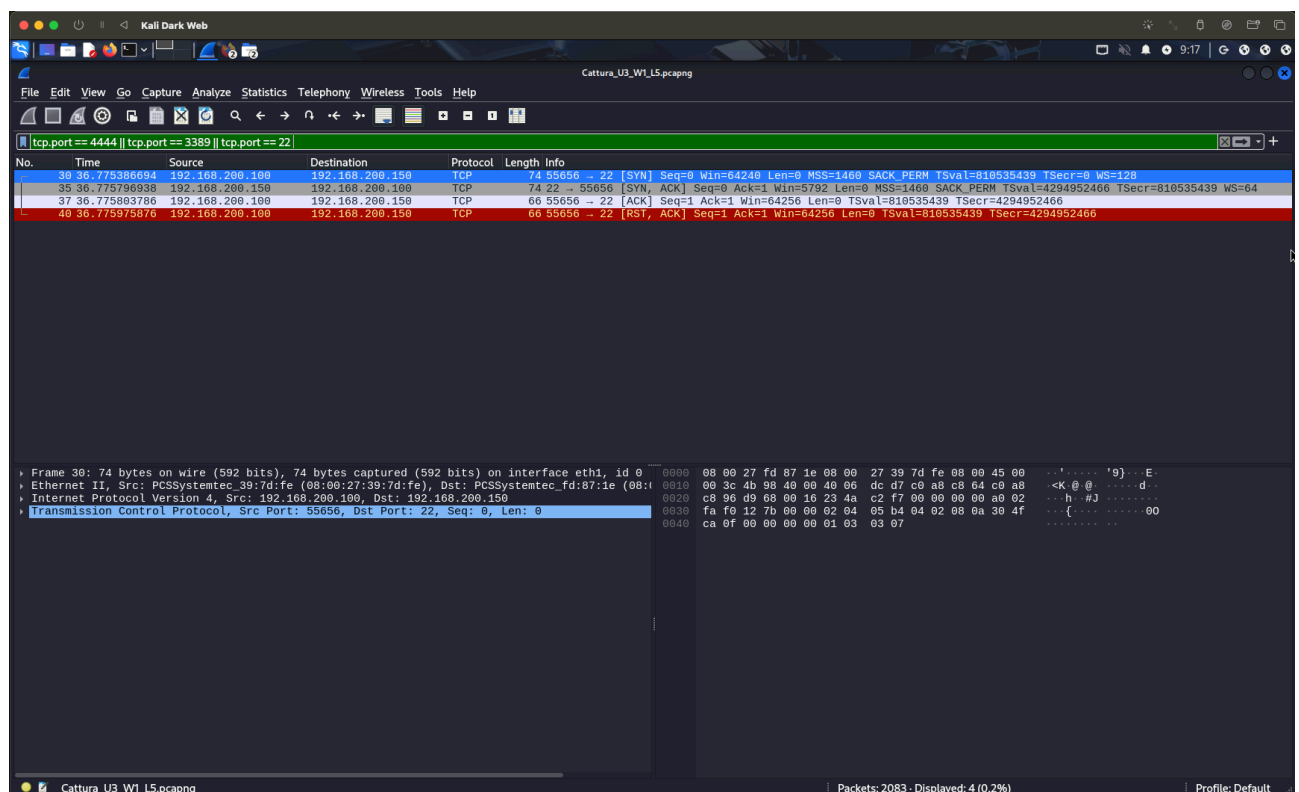 Kali Dark Web
9:17
Cattura_U3_W1_L5.pcapng
File Edit View Go Capture Analyze Statistics Telephony Wireless Tools Help
tcp.port == 4444 || tcp.port == 3389 || tcp.port == 22
No. Time Source Destination Protocol Length Info
30 36.775386694 192.168.200.100 192.168.200.150 TCP 74 55656 → 22 [SYN] Seq=0 Win=64240 Len=0 MSS=1460 SACK_PERM TSval=810535439 TSecr=0 WS=128
35 36.775796938 192.168.200.150 192.168.200.100 TCP 74 22 → 55656 [SYN, ACK] Seq=0 Ack=1 Win=5792 Len=0 MSS=1460 SACK_PERM TSval=4294952466 TSecr=810535439 WS=64
37 36.775803786 192.168.200.100 192.168.200.150 TCP 66 55656 → 22 [ACK] Seq=1 Ack=1 Win=64256 Len=0 TSval=810535439 TSecr=4294952466
40 36.775975876 192.168.200.100 192.168.200.150 TCP 66 55656 → 22 [RST, ACK] Seq=1 Ack=1 Win=64256 Len=0 TSval=810535439 TSecr=4294952466
Frame 30: 74 bytes on wire (592 bits), 74 bytes captured (592 bits) on interface eth1, id 0
Ethernet II, Src: PCSSystemtec_39:7d:fe (08:00:27:39:7d:fe), Dst: PCSSystemtec_fd:87:1e (08:(
Internet Protocol Version 4, Src: 192.168.200.100, Dst: 192.168.200.150
Transmission Control Protocol, Src Port: 55656, Dst Port: 22, Seq: 0, Len: 0
0000 08 00 27 fd 87 1e 08 00 27 39 7d fe 08 00 45 00 ··'····· '9}···E·
0010 00 3c 4b 98 40 00 40 06 dc d7 c0 a8 c8 64 c0 a8 ·<K·@·@· ·····d··
0020 c8 96 d9 68 00 16 23 4a c2 f7 00 00 00 00 a0 02 ···h··#J ········
0030 fa f0 12 7b 00 00 02 04 05 b4 04 02 08 0a 30 4f ···{···· ······0O
0040 ca 0f 00 00 00 00 01 03 03 07 ········ ··
Cattura_U3_W1_L5.pcapng
Packets: 2083 · Displayed: 4 (0.2%)
Profile: Default